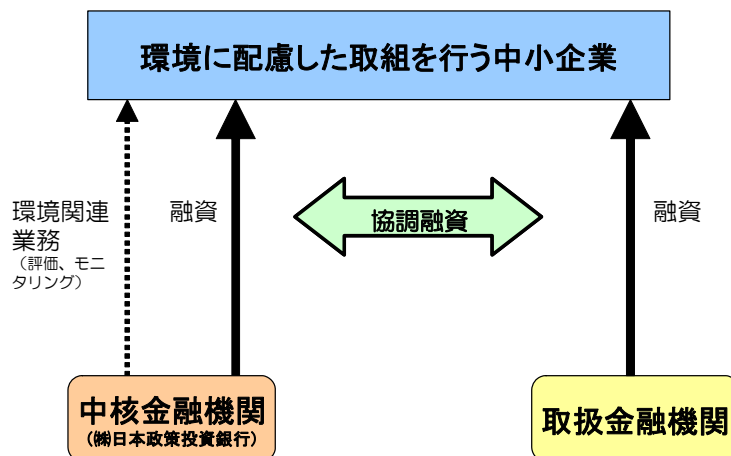 環境に配慮した取組を行う中小企業
環境関連
業務
（評価、モニ
タリング）
融資
協調融資
融資
中核金融機関
（㈱日本政策投資銀行）
取扱金融機関